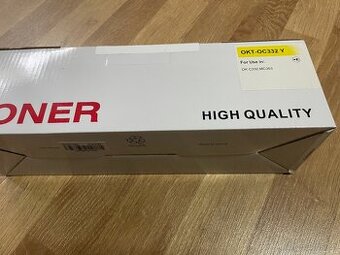 OKT-OC332 Y
For Use in:
ONER
HIGH QUALITY